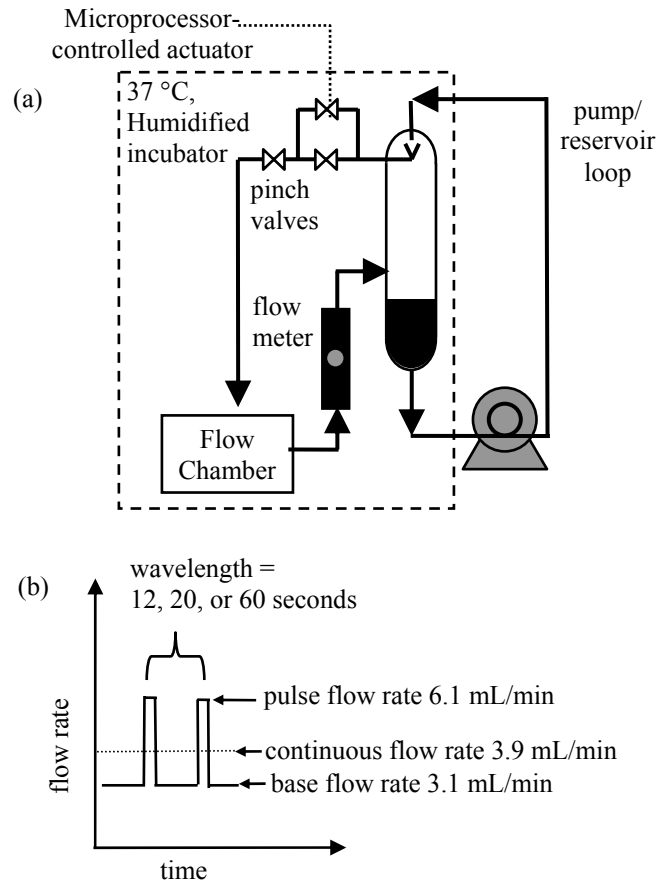 Microprocessor-
controlled actuator
(a)
37 °C,
Humidified
incubator
pump/
reservoir
loop
pinch
valves
flow
meter
Flow
Chamber
(b)
wavelength =
12, 20, or 60 seconds
pulse flow rate 6.1 mL/min
continuous flow rate 3.9 mL/min
base flow rate 3.1 mL/min
flow rate
time